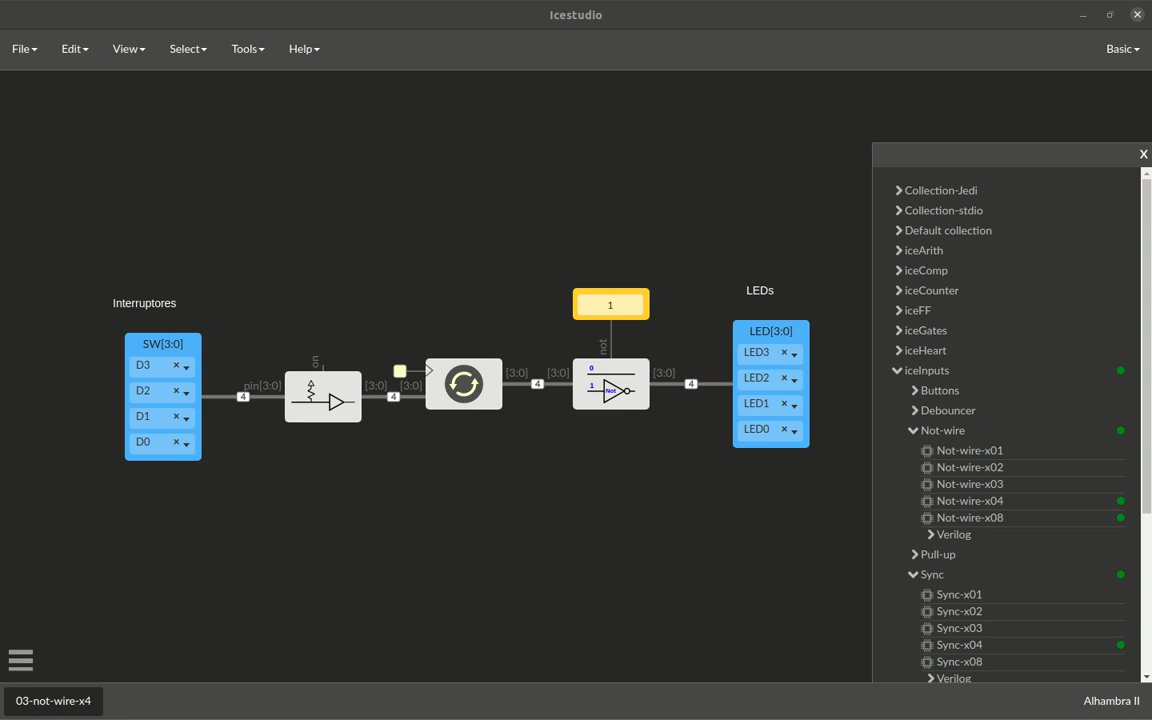 Icestudio
File Edit View Select Tools Help Basic
X
Collection-Jedi
Collection-stdio
Default collection
iceArith
iceComp
iceCounter
iceFF
iceGates
iceHeart
iceInputs
Buttons
Debouncer
Not-wire
Not-wire-x01
Not-wire-x02
Not-wire-x03
Not-wire-x04
Not-wire-x08
Verilog
Pull-up
Sync
Sync-x01
Sync-x02
Sync-x03
Sync-x04
Sync-x08
Verilog
Interruptores
SW[3:0]
D3 ×
D2 ×
D1 ×
D0 ×
pin[3:0]
4
on
[3:0]
4
[3:0]
[3:0]
4
[3:0]
1
not
0
1 Not
[3:0]
4
LEDs
LED[3:0]
LED3 ×
LED2 ×
LED1 ×
LED0 ×
03-not-wire-x4
Alhambra II